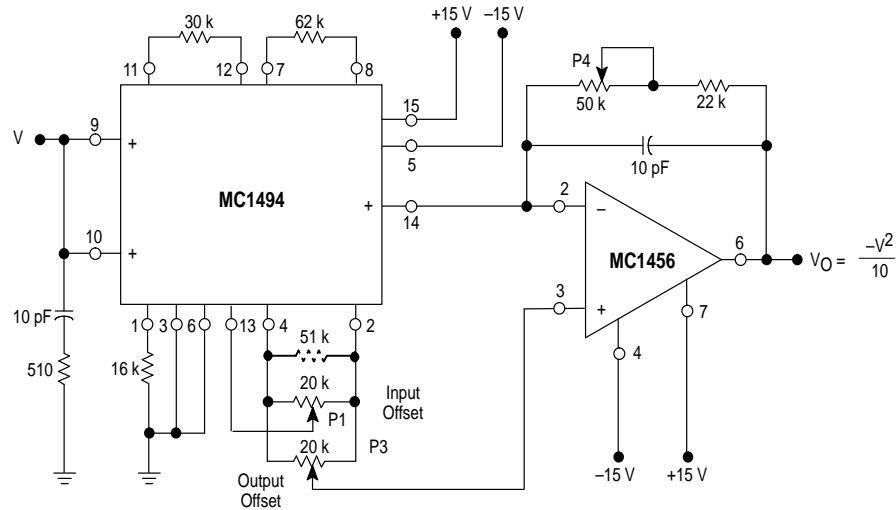 30 k
62 k
+15 V
–15 V
11
12
7
8
P4
50 k
22 k
15
V
9
+
5
10 pF
MC1494
+
14
2
–
10
+
MC1456
6
V_O = –V²/10
3
+
7
10 pF
1
3
6
13
4
2
4
51 k
510
16 k
20 k
Input
Offset
P1
20 k
P3
Output
Offset
–15 V
+15 V